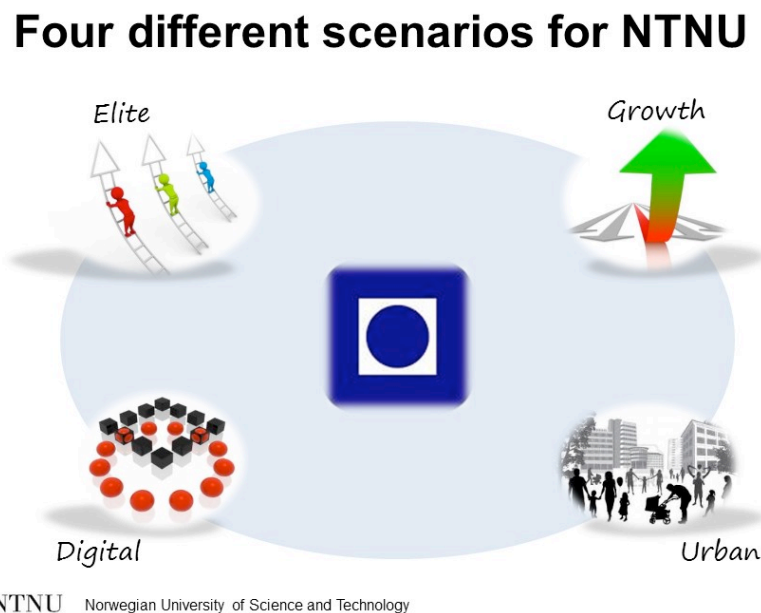 Four different scenarios for NTNU
Elite
Growth
Digital
Urban
NTNU Norwegian University of Science and Technology